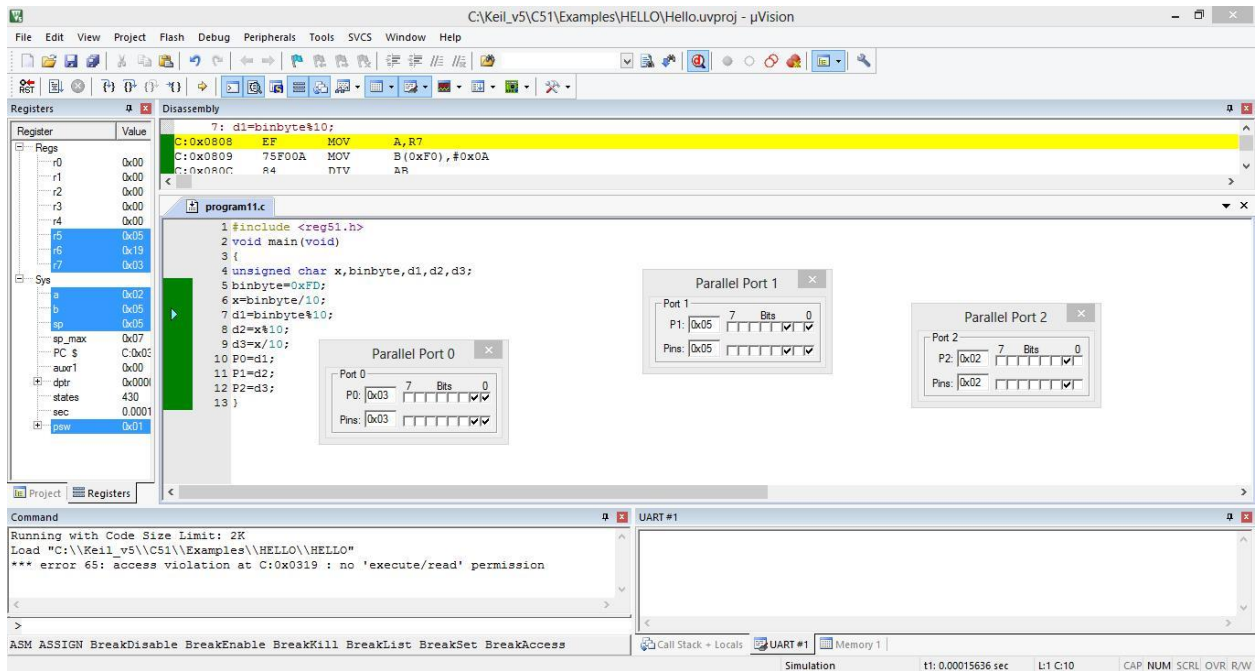 C:\Keil_v5\C51\Examples\HELLO\Hello.uvproj - µVision
File Edit View Project Flash Debug Peripherals Tools SVCS Window Help
Registers
Register Value
Regs
r0 0x00
r1 0x00
r2 0x00
r3 0x00
r4 0x00
r5 0x05
r6 0x19
r7 0x03
Sys
a 0x02
b 0x05
sp 0x05
sp_max 0x07
PC $ C:0x03
auxr1 0x00
dptr 0x000
states 430
sec 0.0001
psw 0x01
Project Registers
Disassembly
7: d1=binbyte%10;
C:0x0808 EF MOV A,R7
C:0x0809 75F00A MOV B(0xF0),#0x0A
C:0x080C 84 DIV AB
program11.c
1 #include <reg51.h>
2 void main(void)
3 {
4 unsigned char x,binbyte,d1,d2,d3;
5 binbyte=0xFD;
6 x=binbyte/10;
7 d1=binbyte%10;
8 d2=x%10;
9 d3=x/10;
10 P0=d1;
11 P1=d2;
12 P2=d3;
13 }
Parallel Port 0
Port 0
7 Bits 0
P0: 0x03
Pins: 0x03
Parallel Port 1
Port 1
7 Bits 0
P1: 0x05
Pins: 0x05
Parallel Port 2
Port 2
7 Bits 0
P2: 0x02
Pins: 0x02
Command
Running with Code Size Limit: 2K
Load "C:\\Keil_v5\\C51\\Examples\\HELLO\\HELLO"
*** error 65: access violation at C:0x0319 : no 'execute/read' permission
>
ASM ASSIGN BreakDisable BreakEnable BreakKill BreakList BreakSet BreakAccess
UART #1
Call Stack + Locals UART #1 Memory 1
Simulation t1: 0.00015636 sec L:1 C:10 CAP NUM SCRL OVR R/W